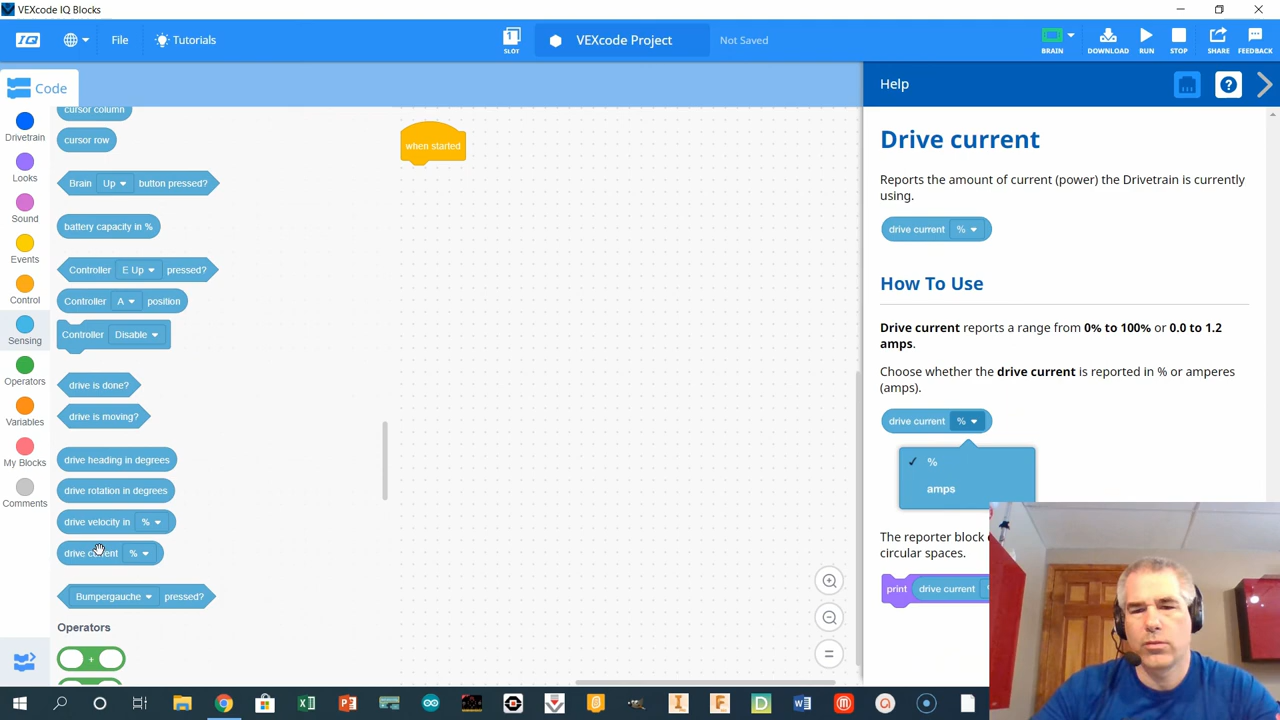 VEXcode IQ Blocks
IQ
File
Tutorials
1
SLOT
VEXcode Project
Not Saved
BRAIN
DOWNLOAD
RUN
STOP
SHARE
FEEDBACK
Code
Help
Drivetrain
Looks
Sound
Events
Control
Sensing
Operators
Variables
My Blocks
Comments
cursor column
cursor row
Brain Up button pressed?
battery capacity in %
Controller E Up pressed?
Controller A position
Controller Disable
drive is done?
drive is moving?
drive heading in degrees
drive rotation in degrees
drive velocity in %
drive current %
Bumpergauche pressed?
Operators
+
when started
Drive current
Reports the amount of current (power) the Drivetrain is currently
using.
drive current %
How To Use
Drive current reports a range from 0% to 100% or 0.0 to 1.2
amps.
Choose whether the drive current is reported in % or amperes
(amps).
drive current %
✓ %
amps
The reporter block
circular spaces.
print drive current